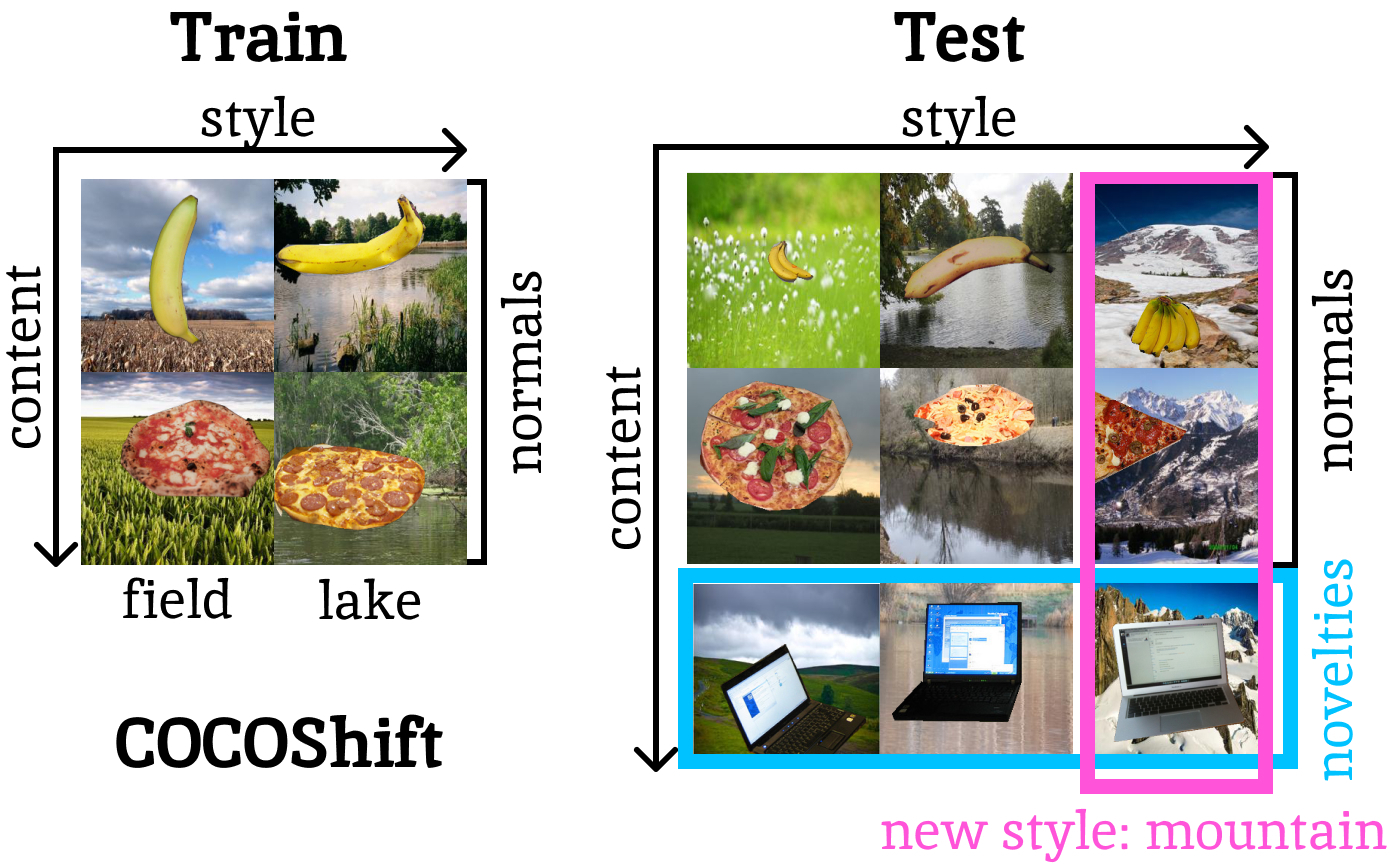 Train
style
content
normals
field
lake
COCOShift
Test
style
content
normals
novelties
new style: mountain